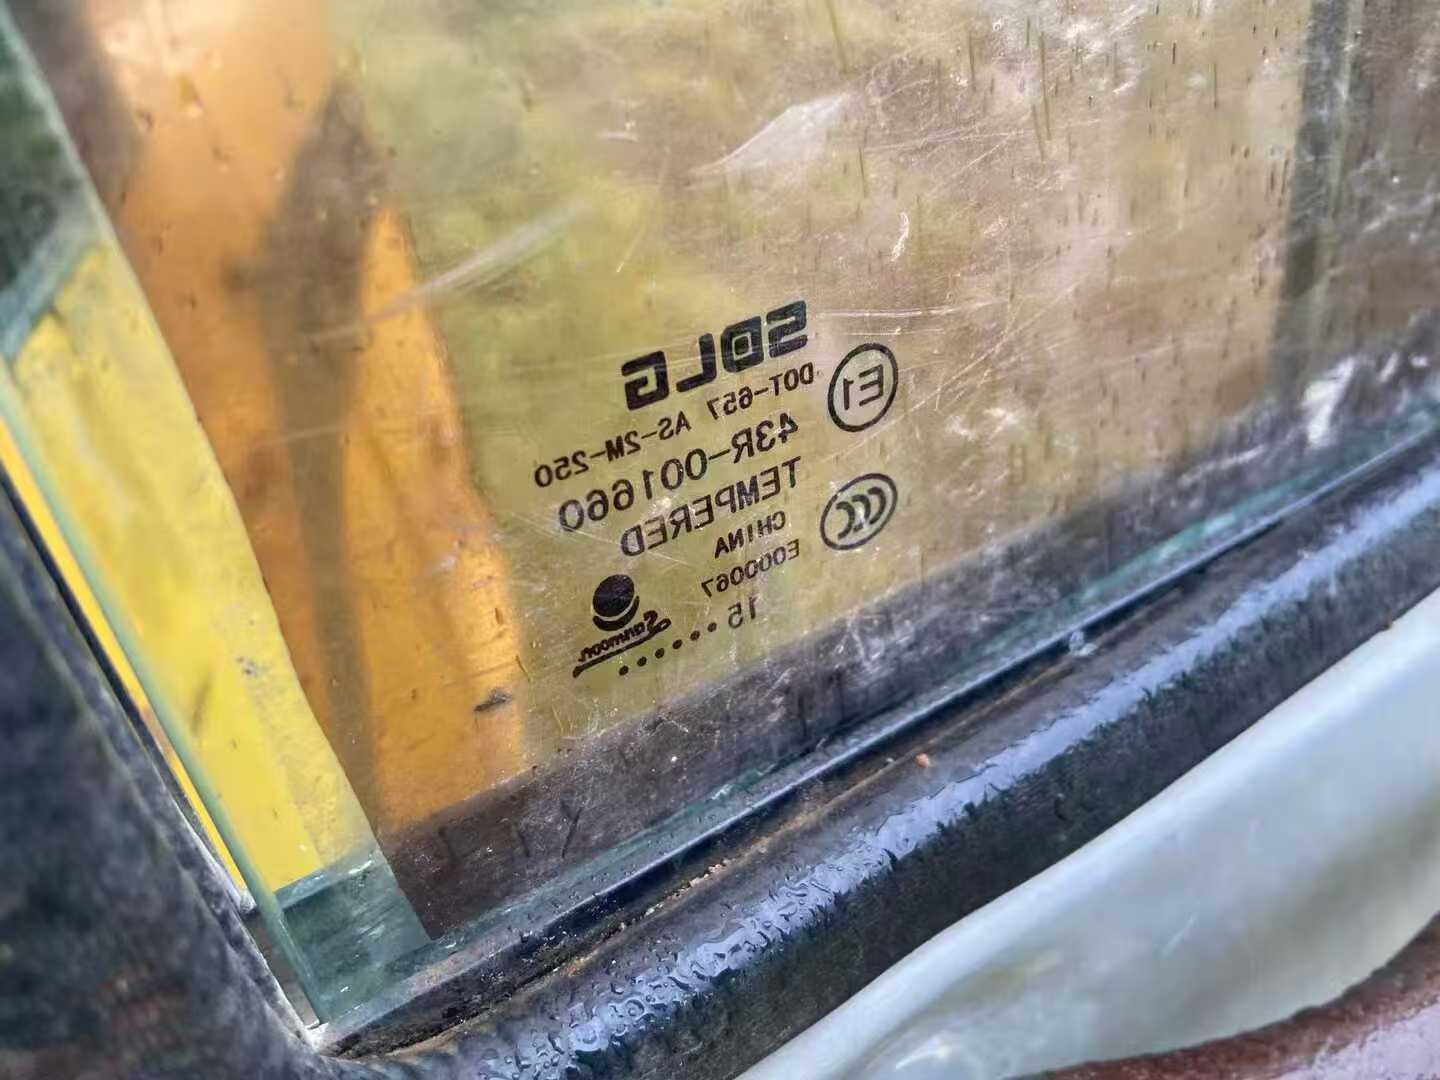 SDLG
DOT-657 AS-2M-250
E1
43R-001660
TEMPERED
CCC
CHINA
E000067
15......
Sanmoon